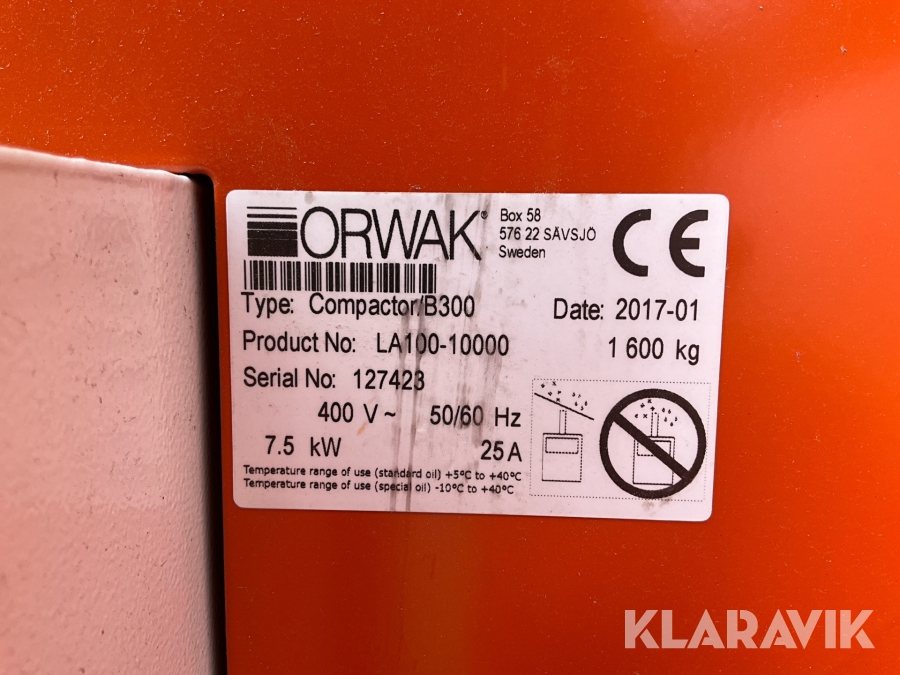 ORWAK®
Box 58
576 22 SÄVSJÖ
Sweden
CE
Type: Compactor/B300
Date: 2017-01
Product No: LA100-10000
1 600 kg
Serial No: 127423
400 V ~ 50/60 Hz
7.5 kW 25 A
Temperature range of use (standard oil) +5°C to +40°C
Temperature range of use (special oil) -10°C to +40°C
KLARAVIK